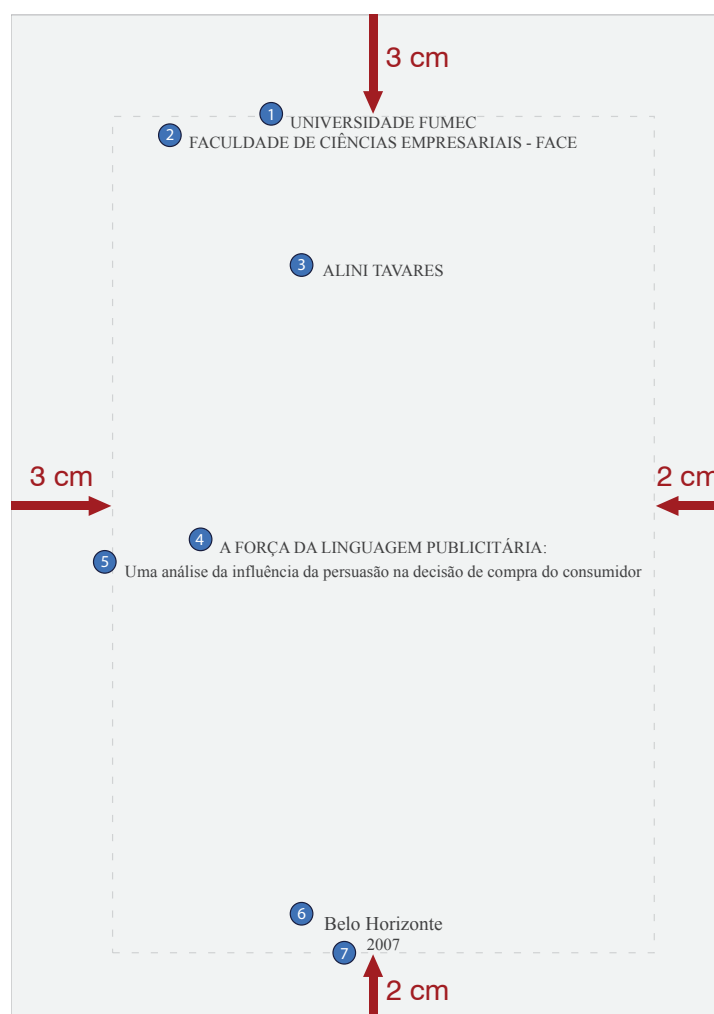 3 cm
1 UNIVERSIDADE FUMEC
2 FACULDADE DE CIÊNCIAS EMPRESARIAIS - FACE
3 ALINI TAVARES
3 cm
2 cm
4 A FORÇA DA LINGUAGEM PUBLICITÁRIA:
5 Uma análise da influência da persuasão na decisão de compra do consumidor
6 Belo Horizonte
7 2007
2 cm